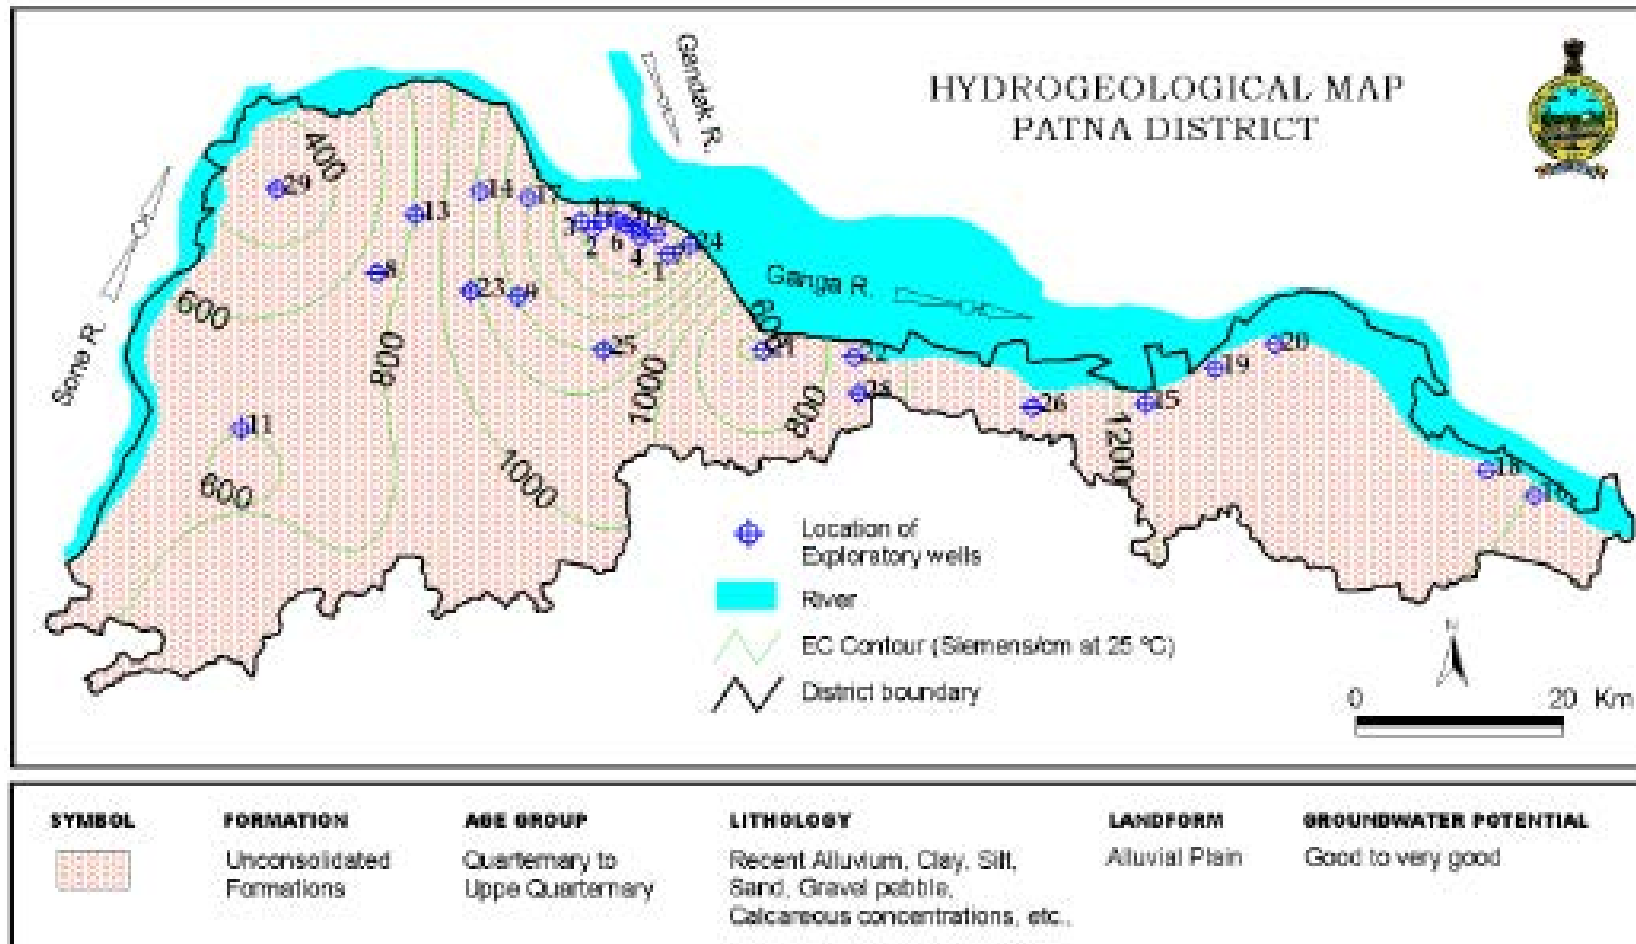 HYDROGEOLOGICAL MAP
PATNA DISTRICT
Gandak R.
Sone R.
Ganga R.
400
600
800
600
1000
1000
800
1200
29
13
14
17
8
23
9
25
11
2
6
4
1
24
21
22
28
26
15
19
20
18
Location of
Exploratory wells
River
EC Contour (Siemens/cm at 25 °C)
District boundary
N
0 20 Km
SYMBOL FORMATION AGE GROUP LITHOLOGY LANDFORM GROUNDWATER POTENTIAL
Unconsolidated Quarternary to Recent Alluvium, Clay, Silt, Alluvial Plain Good to very good
Formations Uppe Quarternary Sand, Gravel pebble,
Calcareous concentrations, etc.,